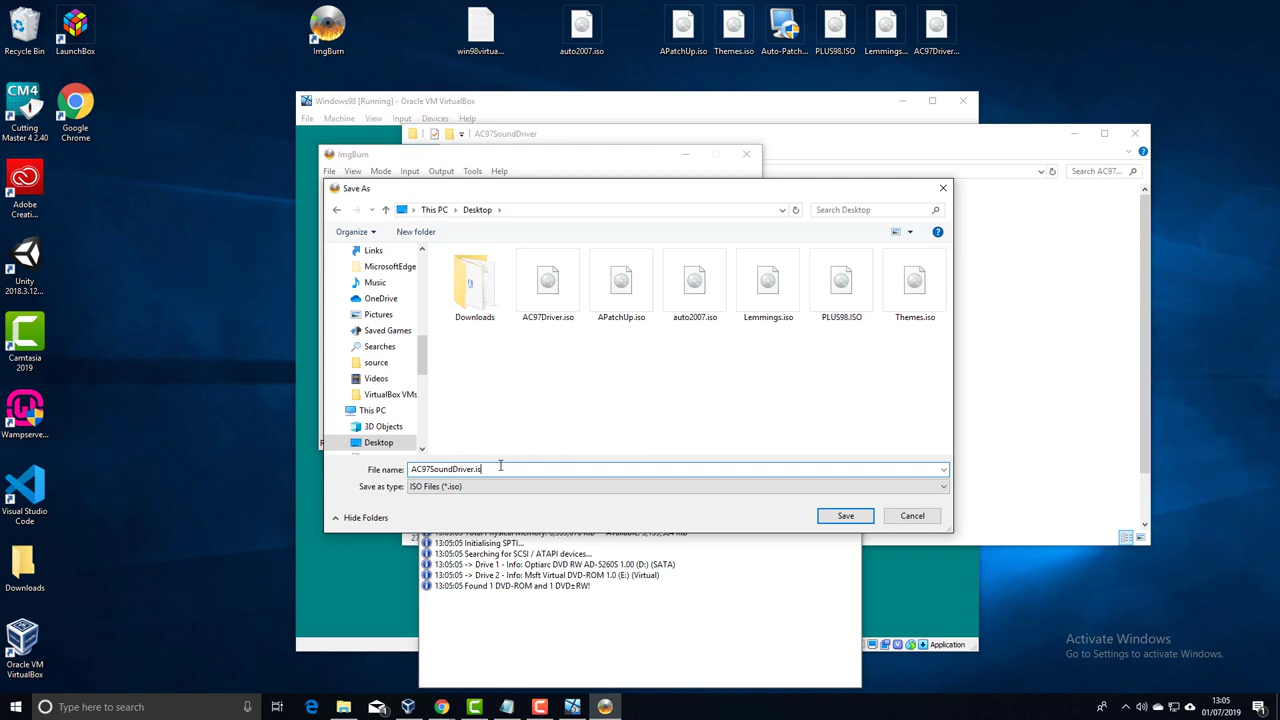 Recycle Bin
LaunchBox
ImgBurn
win98virtua...
auto2007.iso
APatchUp.iso
Themes.iso
Auto-Patch...
PLUS98.ISO
Lemmings...
AC97Driver...
CM4
Cutting
Master 4 2.40
Google
Chrome
Adobe
Creati...
Unity
2018.3.12...
Camtasia
2019
Wampserve...
Visual Studio
Code
Downloads
Oracle VM
VirtualBox
Windows98 [Running] - Oracle VM VirtualBox
File Machine View Input Devices Help
AC97SoundDriver
Search AC97...
ImgBurn
File View Mode Input Output Tools Help
Save As
This PC > Desktop >
Search Desktop
Organize
New folder
Links
MicrosoftEdge
Music
OneDrive
Pictures
Saved Games
Searches
source
Videos
VirtualBox VMs
This PC
3D Objects
Desktop
Downloads
AC97Driver.iso
APatchUp.iso
auto2007.iso
Lemmings.iso
PLUS98.ISO
Themes.iso
File name: AC97SoundDriver.is
Save as type: ISO Files (*.iso)
Hide Folders
Save
Cancel
13:05:05 Initialising SPTI...
13:05:05 Searching for SCSI / ATAPI devices...
13:05:05 -> Drive 1 - Info: Optiarc DVD RW AD-5260S 1.00 (D:) (SATA)
13:05:05 -> Drive 2 - Info: Msft Virtual DVD-ROM 1.0 (E:) (Virtual)
13:05:05 Found 1 DVD-ROM and 1 DVD±RW!
Application
Activate Windows
Go to Settings to activate Windows.
Type here to search
13:05
01/07/2019